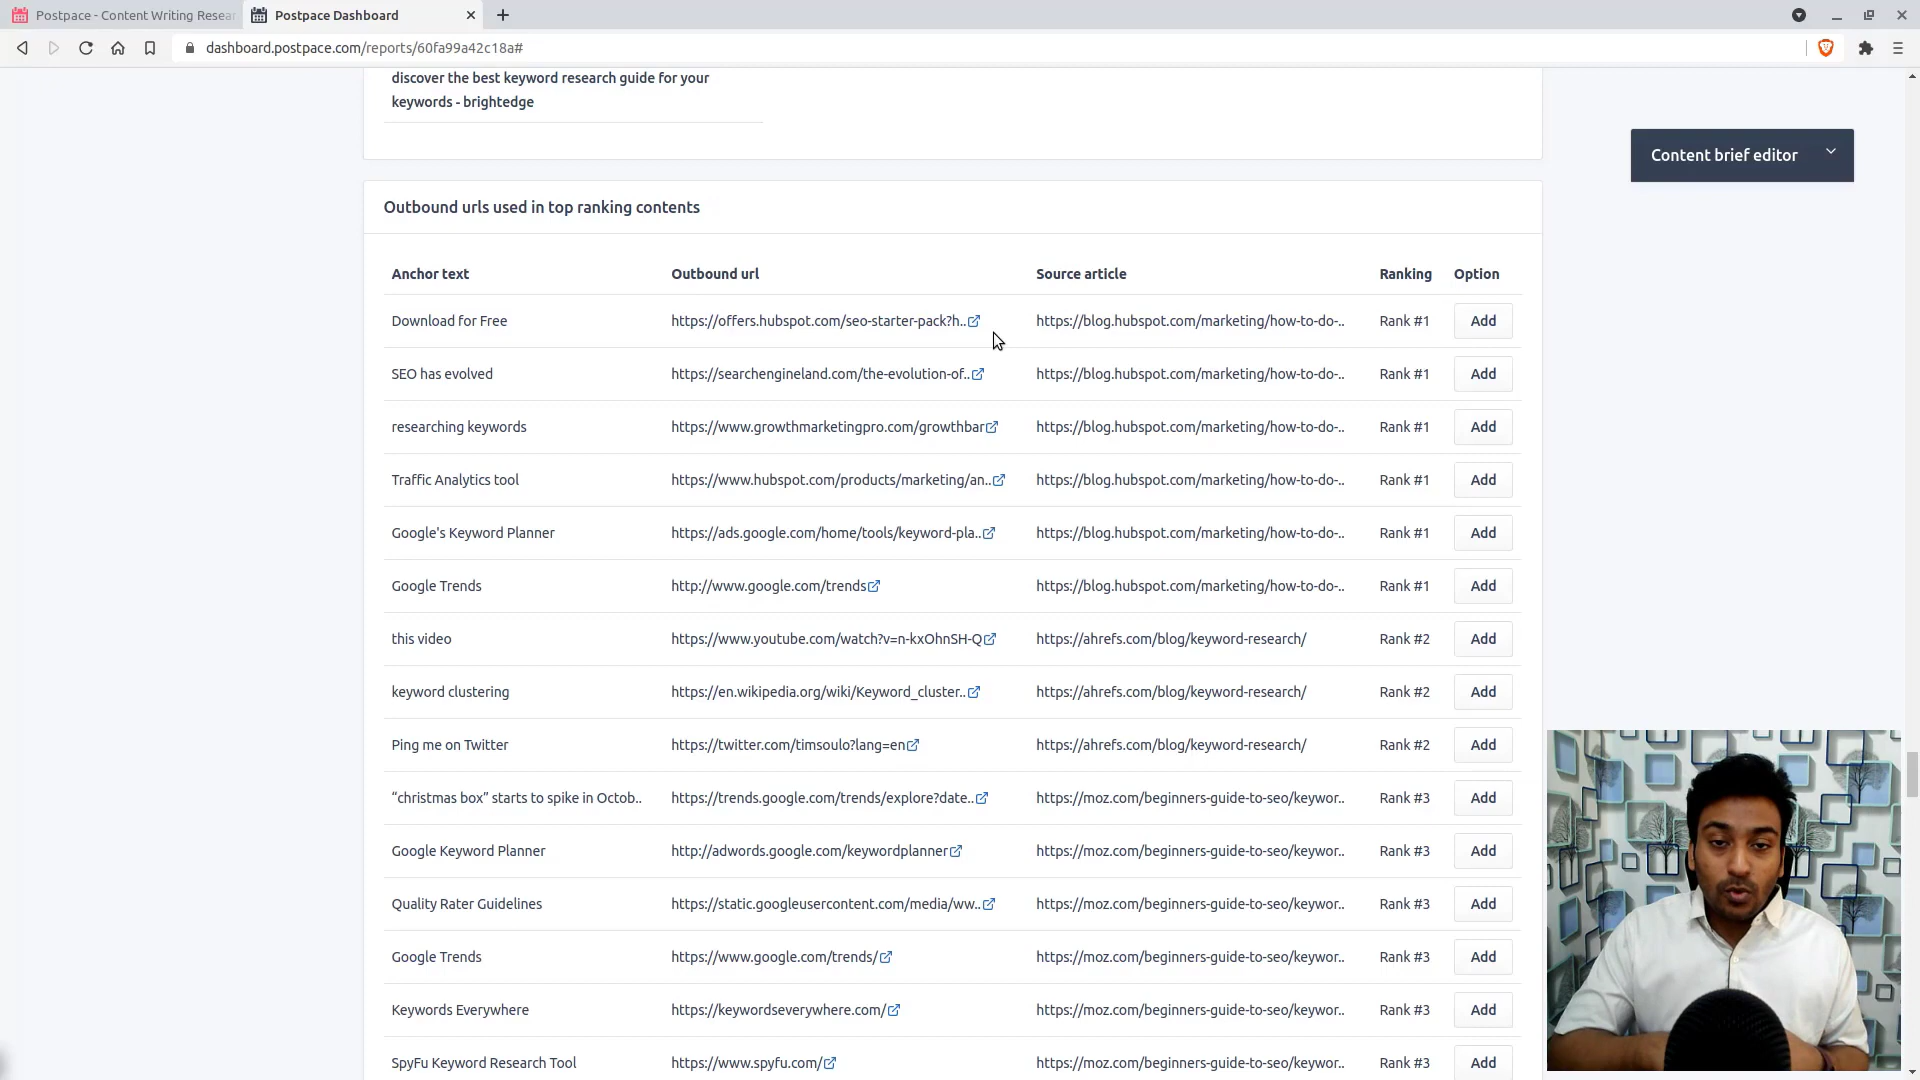 Postpace - Content Writing Resea
Postpace Dashboard
dashboard.postpace.com/reports/60fa99a42c18a#
discover the best keyword research guide for your
keywords - brightedge
Content brief editor
Outbound urls used in top ranking contents
Anchor text Outbound url Source article Ranking Option
Download for Free https://offers.hubspot.com/seo-starter-pack?h.. https://blog.hubspot.com/marketing/how-to-do-.. Rank #1 Add
SEO has evolved https://searchengineland.com/the-evolution-of.. https://blog.hubspot.com/marketing/how-to-do-.. Rank #1 Add
researching keywords https://www.growthmarketingpro.com/growthbar https://blog.hubspot.com/marketing/how-to-do-.. Rank #1 Add
Traffic Analytics tool https://www.hubspot.com/products/marketing/an.. https://blog.hubspot.com/marketing/how-to-do-.. Rank #1 Add
Google's Keyword Planner https://ads.google.com/home/tools/keyword-pla.. https://blog.hubspot.com/marketing/how-to-do-.. Rank #1 Add
Google Trends http://www.google.com/trends https://blog.hubspot.com/marketing/how-to-do-.. Rank #1 Add
this video https://www.youtube.com/watch?v=n-kxOhnSH-Q https://ahrefs.com/blog/keyword-research/ Rank #2 Add
keyword clustering https://en.wikipedia.org/wiki/Keyword_cluster.. https://ahrefs.com/blog/keyword-research/ Rank #2 Add
Ping me on Twitter https://twitter.com/timsoulo?lang=en https://ahrefs.com/blog/keyword-research/ Rank #2 Add
“christmas box” starts to spike in Octob.. https://trends.google.com/trends/explore?date.. https://moz.com/beginners-guide-to-seo/keywor.. Rank #3 Add
Google Keyword Planner http://adwords.google.com/keywordplanner https://moz.com/beginners-guide-to-seo/keywor.. Rank #3 Add
Quality Rater Guidelines https://static.googleusercontent.com/media/ww.. https://moz.com/beginners-guide-to-seo/keywor.. Rank #3 Add
Google Trends https://www.google.com/trends/ https://moz.com/beginners-guide-to-seo/keywor.. Rank #3 Add
Keywords Everywhere https://keywordseverywhere.com/ https://moz.com/beginners-guide-to-seo/keywor.. Rank #3 Add
SpyFu Keyword Research Tool https://www.spyfu.com/ https://moz.com/beginners-guide-to-seo/keywor.. Rank #3 Add